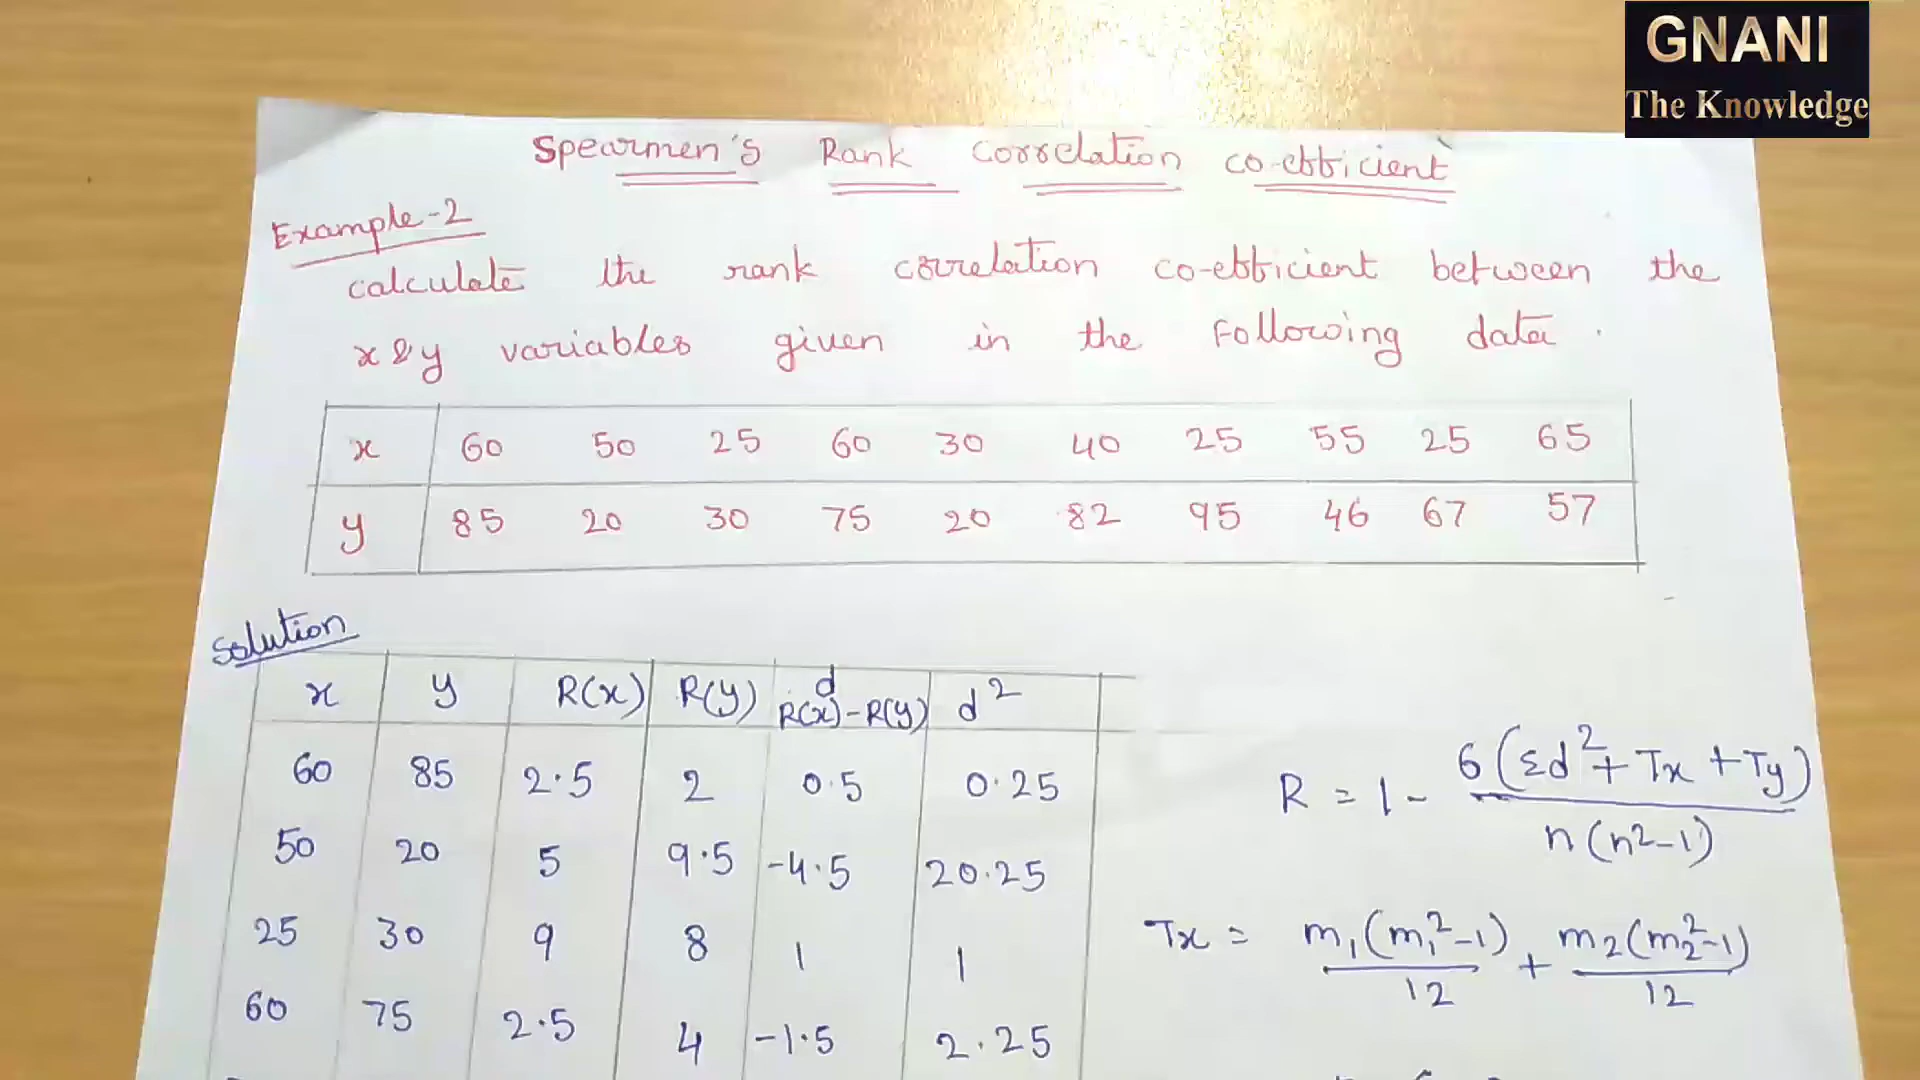 GNANI
The Knowledge
Spearmen's Rank Correlation co-efficient
Example-2
calculate the rank correlation co-efficient between the
x & y variables given in the following data.
x 60 50 25 60 30 40 25 55 25 65
y 85 20 30 75 20 82 95 46 67 57
Solution
x y R(x) R(y) d R(x)-R(y) d²
60 85 2.5 2 0.5 0.25
50 20 5 9.5 -4.5 20.25
25 30 9 8 1 1
60 75 2.5 4 -1.5 2.25
R = 1 - 6(Σd²+Tx+Ty) / n(n²-1)
Tx = m₁(m₁²-1)/12 + m₂(m₂²-1)/12